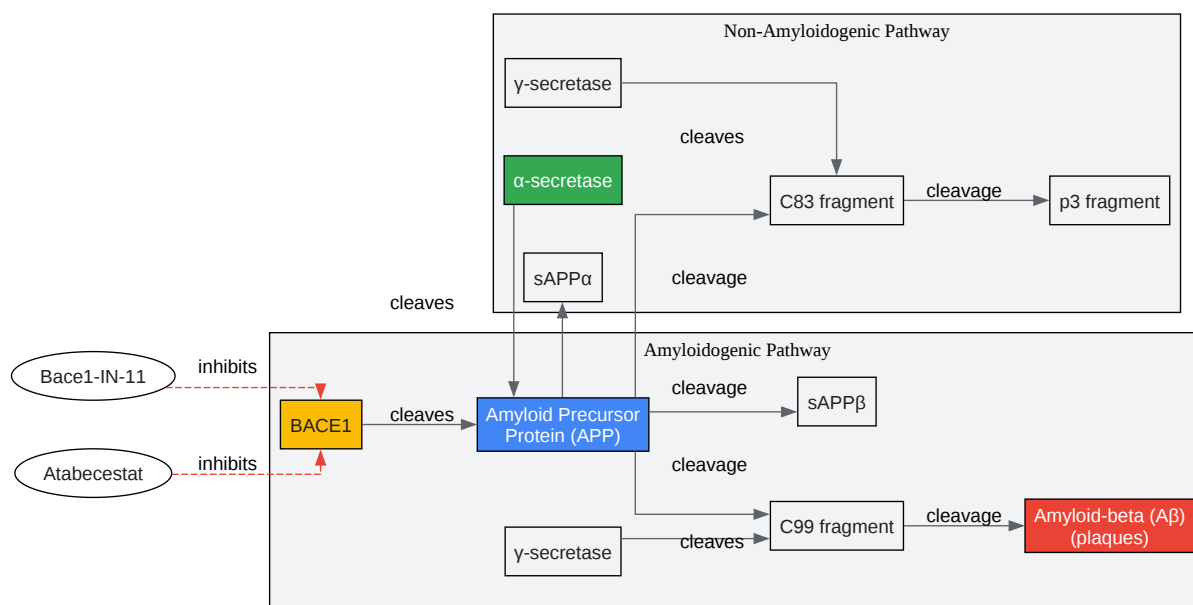 Non-Amyloidogenic Pathway
γ-secretase
cleaves
α-secretase
C83 fragment
cleavage
p3 fragment
sAPPα
cleavage
cleaves
Amyloidogenic Pathway
Bace1-IN-11
inhibits
BACE1
cleaves
Amyloid Precursor
Protein (APP)
cleavage
sAPPβ
Atabecestat
inhibits
cleavage
γ-secretase
cleaves
C99 fragment
cleavage
Amyloid-beta (Aβ)
(plaques)